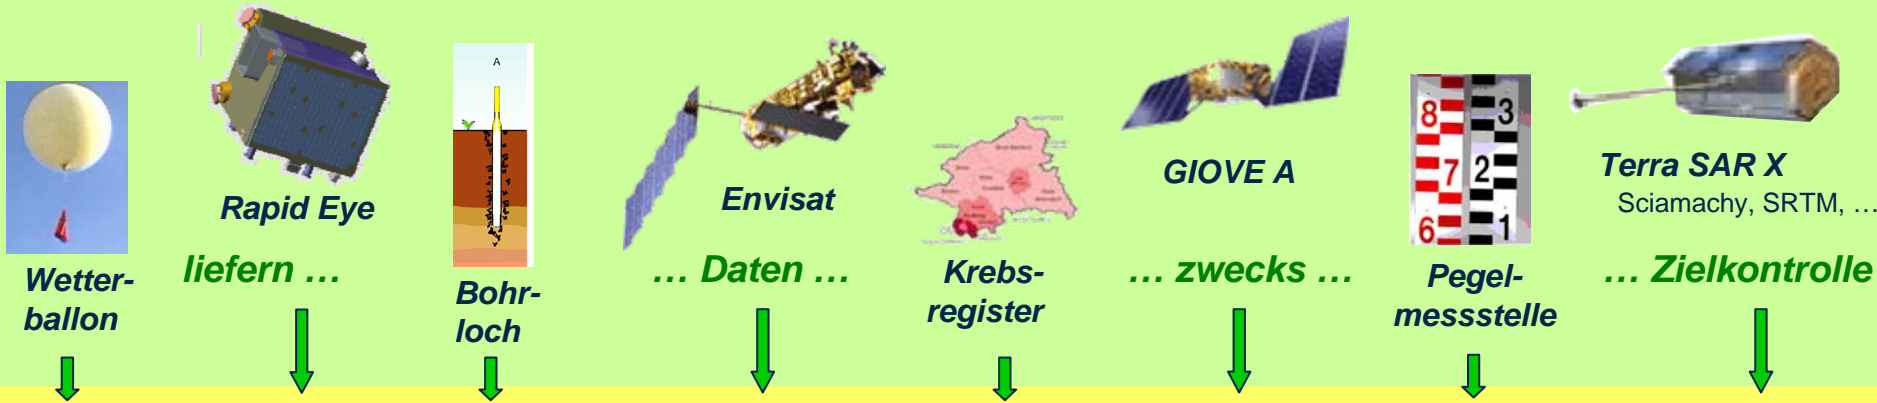 A
8
3
7
2
6
1
Rapid Eye
Envisat
GIOVE A
Terra SAR X
Sciamachy, SRTM, …
Wetter-
ballon
liefern …
Bohr-
loch
… Daten …
Krebs-
register
… zwecks …
Pegel-
messstelle
… Zielkontrolle